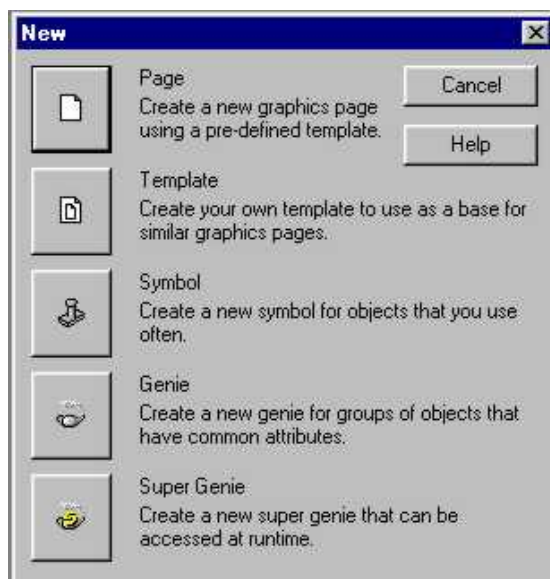 New
Page
Create a new graphics page
using a pre-defined template.
Cancel
Help
Template
Create your own template to use as a base for
similar graphics pages.
Symbol
Create a new symbol for objects that you use
often.
Genie
Create a new genie for groups of objects that
have common attributes.
Super Genie
Create a new super genie that can be
accessed at runtime.